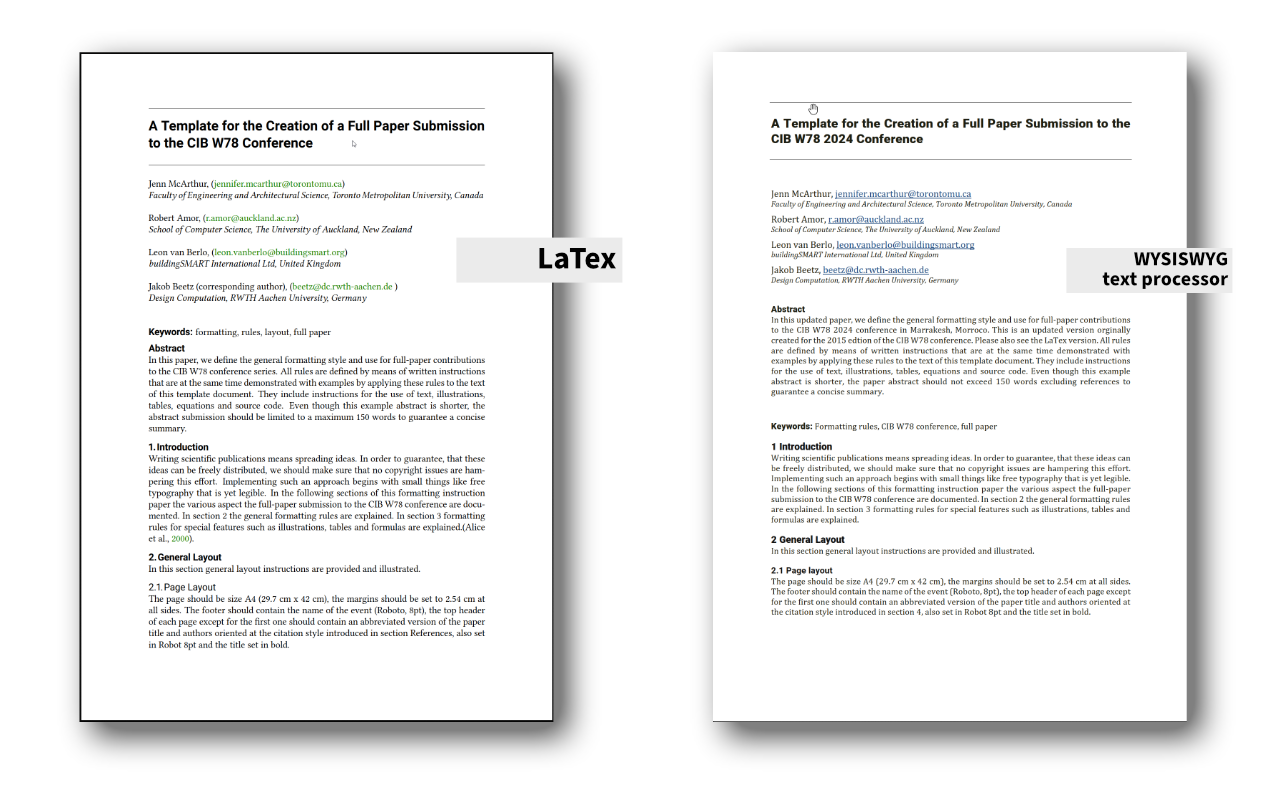 A Template for the Creation of a Full Paper Submission
to the CIB W78 Conference
Jenn McArthur, (jennifer.mcarthur@torontomu.ca)
Faculty of Engineering and Architectural Science, Toronto Metropolitan University, Canada
Robert Amor, (r.amor@auckland.ac.nz)
School of Computer Science, The University of Auckland, New Zealand
Leon van Berlo, (leon.vanberlo@buildingsmart.org)
buildingSMART International Ltd, United Kingdom
Jakob Beetz (corresponding author), (beetz@dc.rwth-aachen.de )
Design Computation, RWTH Aachen University, Germany
Keywords: formatting, rules, layout, full paper
Abstract
In this paper, we define the general formatting style and use for full-paper contributions
to the CIB W78 conference series. All rules are defined by means of written instructions
that are at the same time demonstrated with examples by applying these rules to the text
of this template document. They include instructions for the use of text, illustrations,
tables, equations and source code. Even though this example abstract is shorter, the
abstract submission should be limited to a maximum 150 words to guarantee a concise
summary.
1. Introduction
Writing scientific publications means spreading ideas. In order to guarantee, that these
ideas can be freely distributed, we should make sure that no copyright issues are ham-
pering this effort. Implementing such an approach begins with small things like free
typography that is yet legible. In the following sections of this formatting instruction
paper the various aspect the full-paper submission to the CIB W78 conference are docu-
mented. In section 2 the general formatting rules are explained. In section 3 formatting
rules for special features such as illustrations, tables and formulas are explained.(Alice
et al., 2000).
2. General Layout
In this section general layout instructions are provided and illustrated.
2.1. Page Layout
The page should be size A4 (29.7 cm x 42 cm), the margins should be set to 2.54 cm at
all sides. The footer should contain the name of the event (Roboto, 8pt), the top header
of each page except for the first one should contain an abbreviated version of the paper
title and authors oriented at the citation style introduced in section References, also set
in Robot 8pt and the title set in bold.
LaTex
A Template for the Creation of a Full Paper Submission to the
CIB W78 2024 Conference
Jenn McArthur, jennifer.mcarthur@torontomu.ca
Faculty of Engineering and Architectural Science, Toronto Metropolitan University, Canada
Robert Amor, r.amor@auckland.ac.nz
School of Computer Science, The University of Auckland, New Zealand
Leon van Berlo, leon.vanberlo@buildingsmart.org
buildingSMART International Ltd, United Kingdom
Jakob Beetz, beetz@dc.rwth-aachen.de
Design Computation, RWTH Aachen University. Germany
Abstract
In this updated paper, we define the general formatting style and use for full-paper contributions
to the CIB W78 2024 conference in Marrakesh, Morroco. This is an updated version orginally
created for the 2015 edtion of the CIB W78 conference. Please also see the LaTex version. All rules
are defined by means of written instructions that are at the same time demonstrated with
examples by applying these rules to the text of this template document. They include instructions
for the use of text, illustrations, tables, equations and source code. Even though this example
abstract is shorter, the paper abstract should not exceed 150 words excluding references to
guarantee a concise summary.
Keywords: Formatting rules, CIB W78 conference, full paper
1 Introduction
Writing scientific publications means spreading ideas. In order to guarantee, that these ideas can
be freely distributed, we should make sure that no copyright issues are hampering this effort.
Implementing such an approach begins with small things like free typography that is yet legible.
In the following sections of this formatting instruction paper the various aspect the full-paper
submission to the CIB W78 conference are documented. In section 2 the general formatting rules
are explained. In section 3 formatting rules for special features such as illustrations, tables and
formulas are explained.
2 General Layout
In this section general layout instructions are provided and illustrated.
2.1 Page layout
The page should be size A4 (29.7 cm x 42 cm), the margins should be set to 2.54 cm at all sides.
The footer should contain the name of the event (Roboto, 8pt), the top header of each page except
for the first one should contain an abbreviated version of the paper title and authors oriented at
the citation style introduced in section 4, also set in Robot 8pt and the title set in bold.
WYSISWYG
text processor